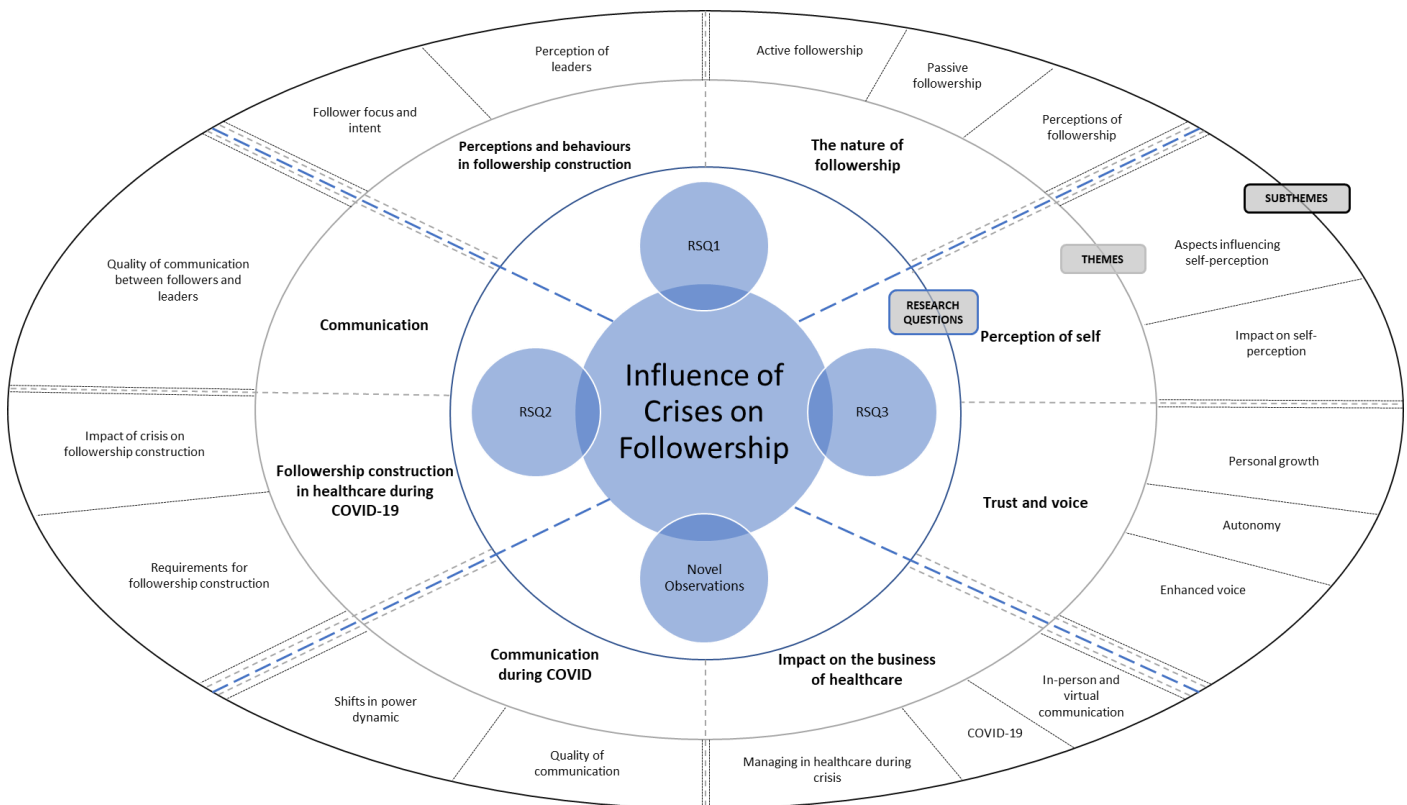 Perception of
leaders
Active followership
Passive
followership
Follower focus and
intent
Perceptions of
followership
Perceptions and behaviours
in followership construction
The nature of
followership
SUBTHEMES
RSQ1
THEMES
Aspects influencing
self-perception
Quality of communication
between followers and
leaders
RESEARCH
QUESTIONS
Communication
Perception of self
Impact on self-
perception
Influence of
Crises on
Followership
RSQ2
RSQ3
Impact of crisis on
followership construction
Followership construction
in healthcare during
COVID-19
Trust and voice
Personal growth
Autonomy
Requirements for
followership construction
Novel
Observations
Enhanced voice
Communication
during COVID
Impact on the business
of healthcare
Shifts in power
dynamic
In-person and
virtual
communication
COVID-19
Quality of
communication
Managing in healthcare during
crisis